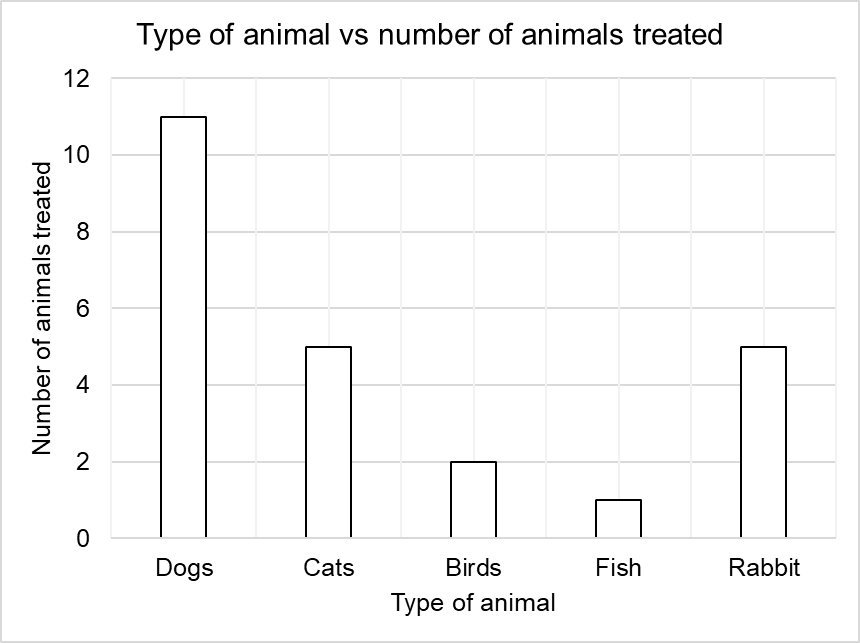 Type of animal vs number of animals treated
Number of animals treated
12
10
8
6
4
2
0
Dogs Cats Birds Fish Rabbit
Type of animal